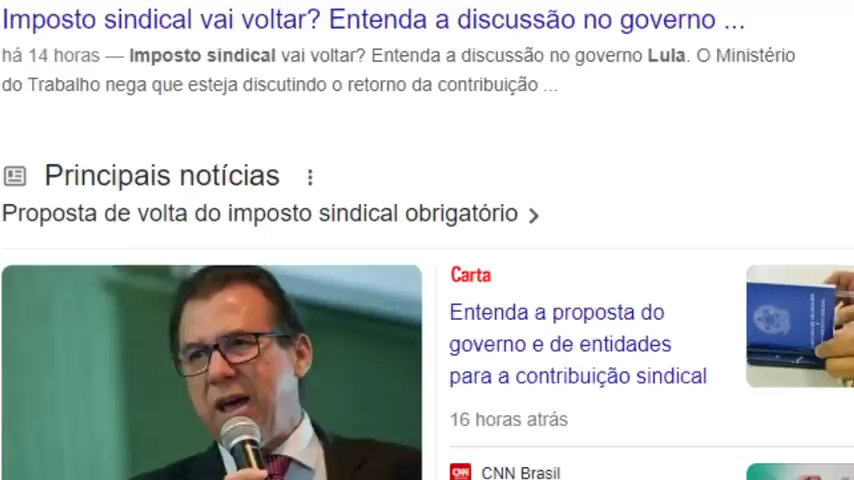 Imposto sindical vai voltar? Entenda a discussão no governo ...
há 14 horas — Imposto sindical vai voltar? Entenda a discussão no governo Lula. O Ministério
do Trabalho nega que esteja discutindo o retorno da contribuição ...
Principais notícias
Proposta de volta do imposto sindical obrigatório
Carta
Entenda a proposta do
governo e de entidades
para a contribuição sindical
16 horas atrás
CNN CNN Brasil